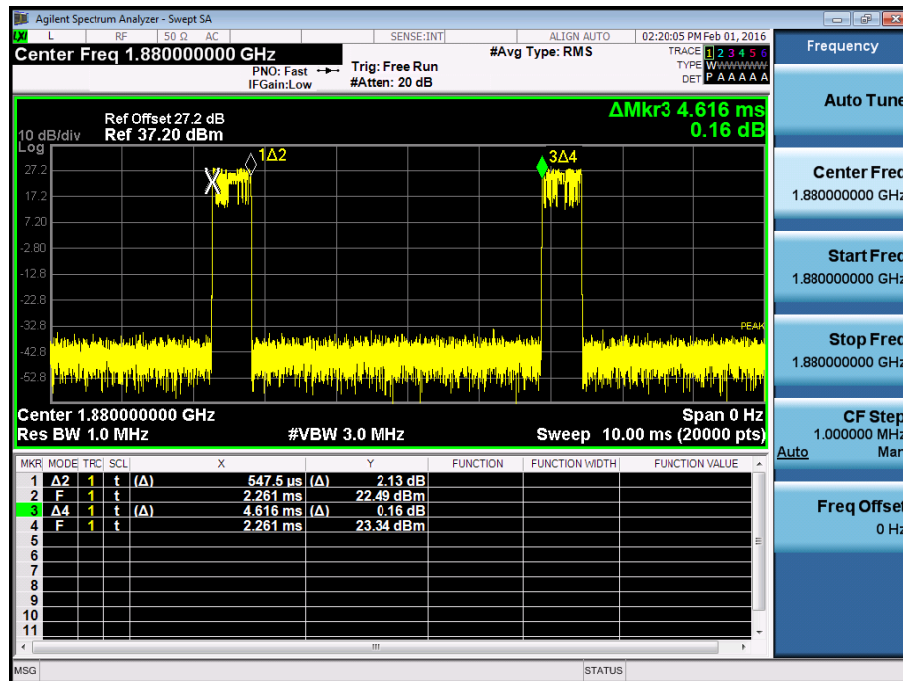 Agilent Spectrum Analyzer - Swept SA
LXI L RF 50 Ω AC SENSE:INT ALIGN AUTO 02:20:05 PM Feb 01, 2016
Center Freq 1.880000000 GHz
PNO: Fast
IFGain:Low
Trig: Free Run
#Atten: 20 dB
#Avg Type: RMS
TRACE 1 2 3 4 5 6
TYPE WWWWWW
DET P A A A A A
ΔMkr3 4.616 ms
0.16 dB
Ref Offset 27.2 dB
10 dB/div Ref 37.20 dBm
Log
1Δ2
3Δ4
27.2
17.2
7.20
-2.80
-12.8
-22.8
-32.8
PEAK
-42.8
-52.8
Center 1.880000000 GHz Span 0 Hz
Res BW 1.0 MHz #VBW 3.0 MHz Sweep 10.00 ms (20000 pts)
MKR MODE TRC SCL X Y FUNCTION FUNCTION WIDTH FUNCTION VALUE
1 Δ2 1 t (Δ) 547.5 µs (Δ) 2.13 dB
2 F 1 t 2.261 ms 22.49 dBm
3 Δ4 1 t (Δ) 4.616 ms (Δ) 0.16 dB
4 F 1 t 2.261 ms 23.34 dBm
5
6
7
8
9
10
11
MSG STATUS
Frequency
Auto Tune
Center Freq
1.880000000 GHz
Start Freq
1.880000000 GHz
Stop Freq
1.880000000 GHz
CF Step
1.000000 MHz
Auto Man
Freq Offset
0 Hz